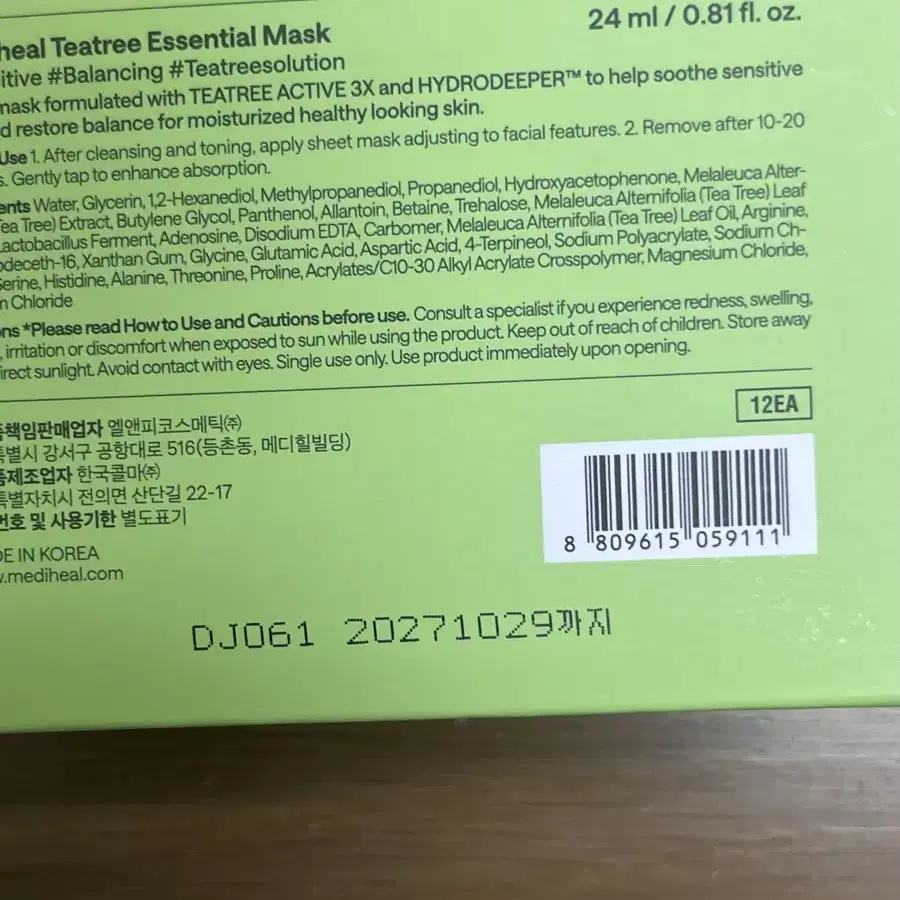 heal Teatree Essential Mask
24 ml / 0.81 fl. oz.
itive #Balancing #Teatreesolution
mask formulated with TEATREE ACTIVE 3X and HYDRODEEPER™ to help soothe sensitive
d restore balance for moisturized healthy looking skin.
Use 1. After cleansing and toning, apply sheet mask adjusting to facial features. 2. Remove after 10-20
s. Gently tap to enhance absorption.
ents Water, Glycerin, 1,2-Hexanediol, Methylpropanediol, Propanediol, Hydroxyacetophenone, Melaleuca Alter-
ea Tree) Extract, Butylene Glycol, Panthenol, Allantoin, Betaine, Trehalose, Melaleuca Alternifolia (Tea Tree) Leaf
Lactobacillus Ferment, Adenosine, Disodium EDTA, Carbomer, Melaleuca Alternifolia (Tea Tree) Leaf Oil, Arginine,
odeceth-16, Xanthan Gum, Glycine, Glutamic Acid, Aspartic Acid, 4-Terpineol, Sodium Polyacrylate, Sodium Ch-
Serine, Histidine, Alanine, Threonine, Proline, Acrylates/C10-30 Alkyl Acrylate Crosspolymer, Magnesium Chloride,
n Chloride
ns *Please read How to Use and Cautions before use. Consult a specialist if you experience redness, swelling,
, irritation or discomfort when exposed to sun while using the product. Keep out of reach of children. Store away
irect sunlight. Avoid contact with eyes. Single use only. Use product immediately upon opening.
12EA
책임판매업자 엘앤피코스메틱㈜
특별시 강서구 공항대로 516(등촌동, 메디힐빌딩)
품제조업자 한국콜마㈜
특별자치시 전의면 산단길 22-17
번호 및 사용기한 별도표기
DE IN KOREA
w.mediheal.com
8 809615 059111
DJ061 20271029까지